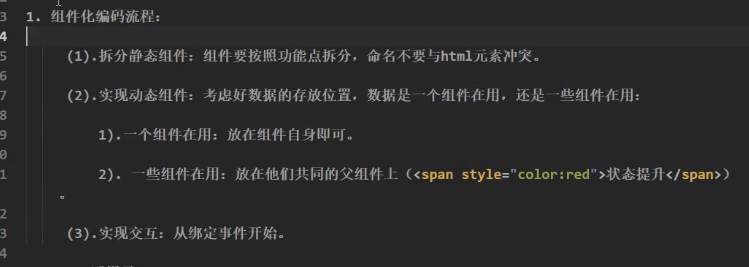 3 1. 组件化编码流程:
4
5 (1).拆分静态组件:组件要按照功能点拆分,命名不要与html元素冲突。
6
7 (2).实现动态组件:考虑好数据的存放位置,数据是一个组件在用,还是一些组件在用:
8
9 1).一个组件在用:放在组件自身即可。
0
1 2). 一些组件在用:放在他们共同的父组件上(<span style="color:red">状态提升</span>)
。
2
3 (3).实现交互:从绑定事件开始。
4